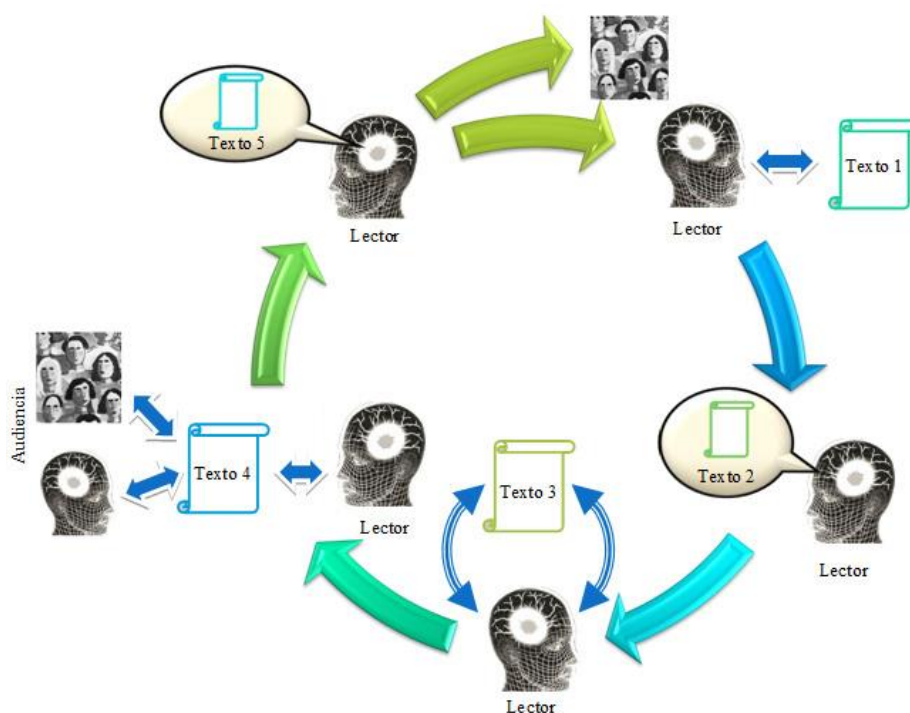 Texto 5
Lector
Lector
Texto 1
Texto 2
Lector
Texto 3
Lector
Texto 4
Lector
Audiencia